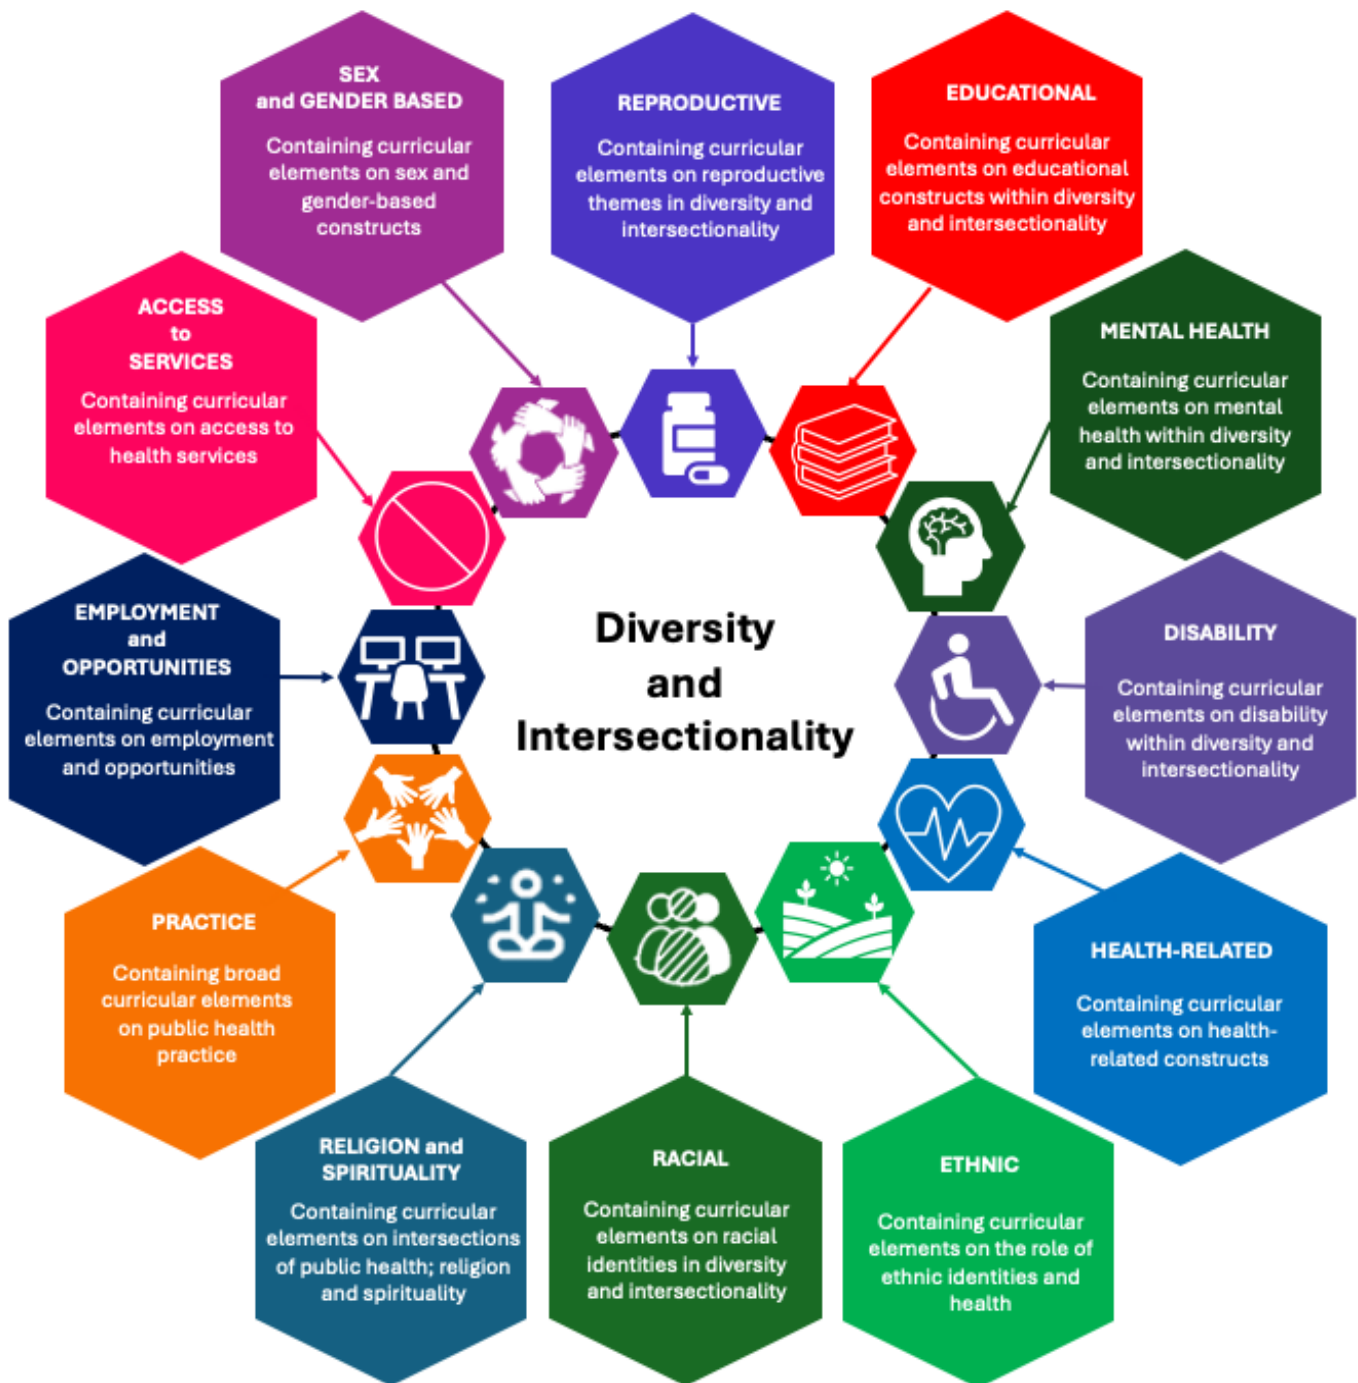 SEX
and GENDER BASED
Containing curricular
elements on sex and
gender-based
constructs
REPRODUCTIVE
Containing curricular
elements on reproductive
themes in diversity and
intersectionality
EDUCATIONAL
Containing curricular
elements on educational
constructs within diversity
and intersectionality
ACCESS
to
SERVICES
Containing curricular
elements on access to
health services
MENTAL HEALTH
Containing curricular
elements on mental
health within diversity
and intersectionality
EMPLOYMENT
and
OPPORTUNITIES
Containing curricular
elements on employment
and opportunities
Diversity
and
Intersectionality
DISABILITY
Containing curricular
elements on disability
within diversity and
intersectionality
PRACTICE
Containing broad
curricular elements
on public health
practice
HEALTH-RELATED
Containing curricular
elements on health-
related constructs
RELIGION and
SPIRITUALITY
Containing curricular
elements on intersections
of public health; religion
and spirituality
RACIAL
Containing curricular
elements on racial
identities in diversity
and intersectionality
ETHNIC
Containing curricular
elements on the role of
ethnic identities and
health